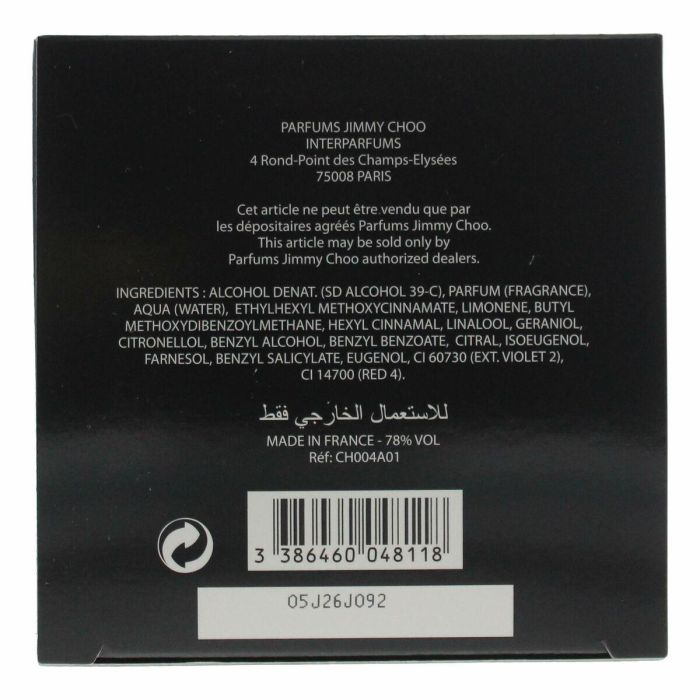 PARFUMS JIMMY CHOO
INTERPARFUMS
4 Rond-Point des Champs-Elysées
75008 PARIS
Cet article ne peut être vendu que par
les dépositaires agréés Parfums Jimmy Choo.
This article may be sold only by
Parfums Jimmy Choo authorized dealers.
INGREDIENTS : ALCOHOL DENAT. (SD ALCOHOL 39-C), PARFUM (FRAGRANCE),
AQUA (WATER), ETHYLHEXYL METHOXYCINNAMATE, LIMONENE, BUTYL
METHOXYDIBENZOYLMETHANE, HEXYL CINNAMAL, LINALOOL, GERANIOL,
CITRONELLOL, BENZYL ALCOHOL, BENZYL BENZOATE, CITRAL, ISOEUGENOL,
FARNESOL, BENZYL SALICYLATE, EUGENOL, CI 60730 (EXT. VIOLET 2),
CI 14700 (RED 4).
للاستعمال الخارجي فقط
MADE IN FRANCE - 78% VOL
Réf: CH004A01
3 386460 048118
05J26J092